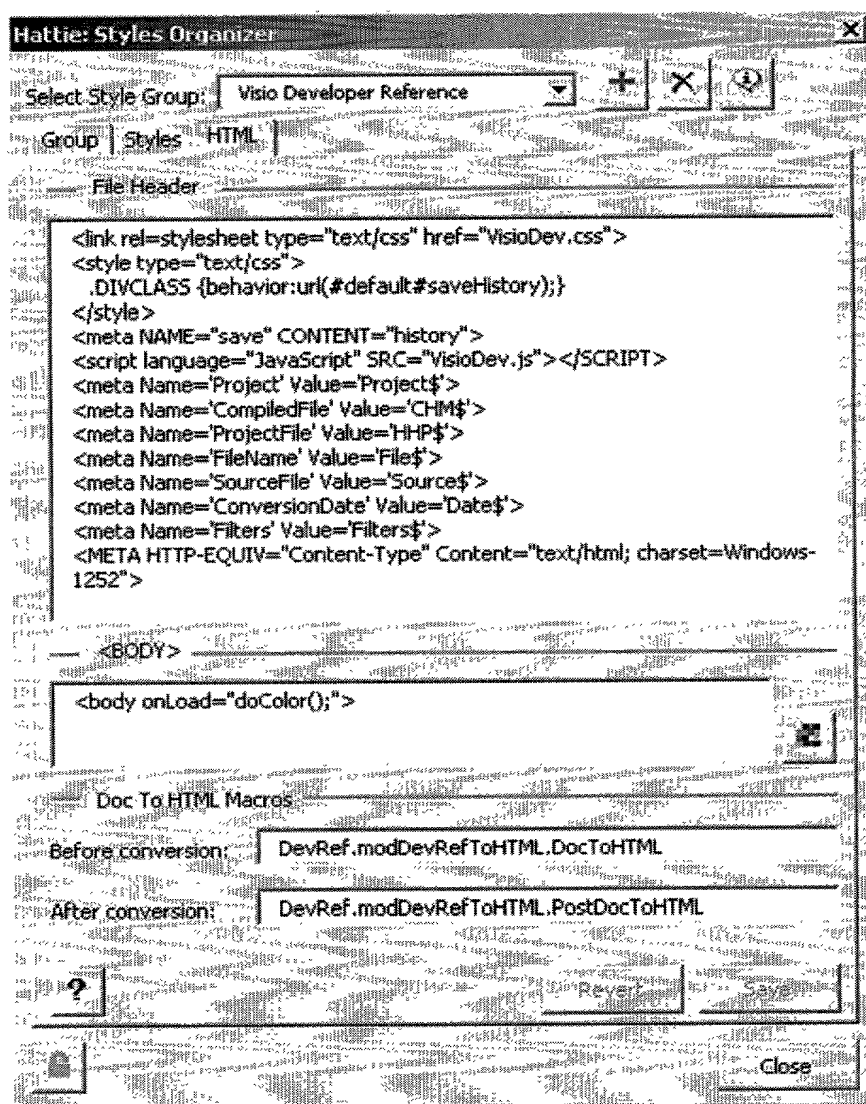 Hattie: Styles Organizer
Select Style Group: Visio Developer Reference
Group Styles HTML
File Header
<link rel=stylesheet type="text/css" href="VisioDev.css">
<style type="text/css">
.DIVCLASS {behavior:url(#default#saveHistory);}
</style>
<meta NAME="save" CONTENT="history">
<script language="JavaScript" SRC="VisioDev.js"></SCRIPT>
<meta Name='Project' Value='Project$'>
<meta Name='CompiledFile' Value='CHM$'>
<meta Name='ProjectFile' Value='HHP$'>
<meta Name='FileName' Value='File$'>
<meta Name='SourceFile' Value='Source$'>
<meta Name='ConversionDate' Value='Date$'>
<meta Name='Filters' Value='Filters$'>
<META HTTP-EQUIV="Content-Type" Content="text/html; charset=Windows-
1252">
<BODY>
<body onLoad="doColor();">
Doc To HTML Macros
Before conversion: DevRef.modDevRefToHTML.DocToHTML
After conversion: DevRef.modDevRefToHTML.PostDocToHTML
? Revert Save
Close